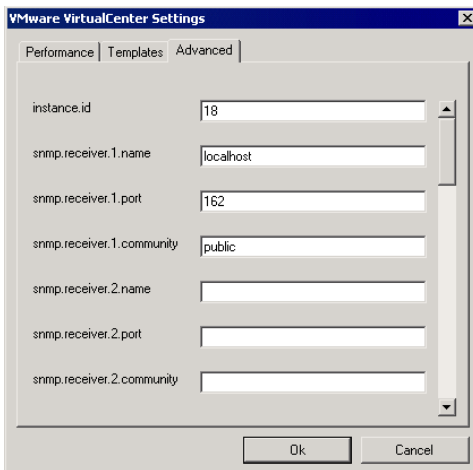 VMware VirtualCenter Settings
Performance Templates Advanced
instance.id 18
snmp.receiver.1.name localhost
snmp.receiver.1.port 162
snmp.receiver.1.community public
snmp.receiver.2.name
snmp.receiver.2.port
snmp.receiver.2.community
Ok Cancel